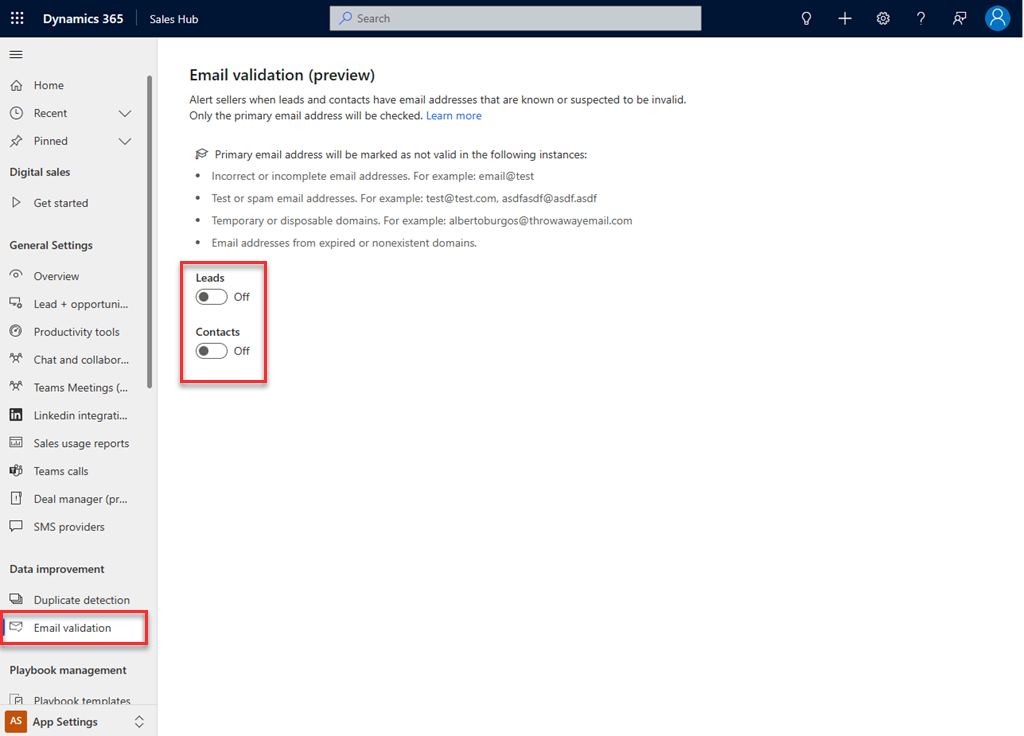 Dynamics 365 Sales Hub Search
Home
Recent
Pinned
Digital sales
Get started
General Settings
Overview
Lead + opportuni...
Productivity tools
Chat and collabor...
Teams Meetings (...
Linkedin integrati...
Sales usage reports
Teams calls
Deal manager (pr...
SMS providers
Data improvement
Duplicate detection
Email validation
Playbook management
Playbook templates
AS App Settings
Email validation (preview)
Alert sellers when leads and contacts have email addresses that are known or suspected to be invalid.
Only the primary email address will be checked. Learn more
Primary email address will be marked as not valid in the following instances:
• Incorrect or incomplete email addresses. For example: email@test
• Test or spam email addresses. For example: test@test.com, asdfasdf@asdf.asdf
• Temporary or disposable domains. For example: albertoburgos@throwawayemail.com
• Email addresses from expired or nonexistent domains.
Leads
Off
Contacts
Off